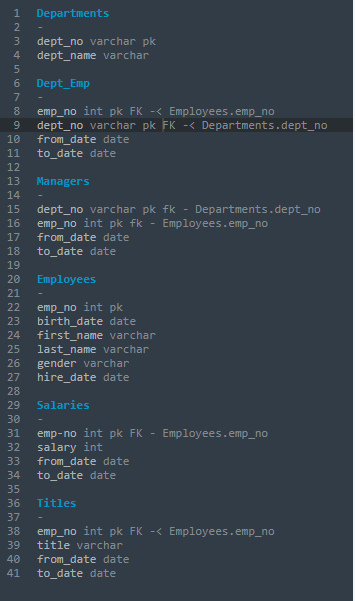 1 Departments
2 -
3 dept_no varchar pk
4 dept_name varchar
5
6 Dept_Emp
7 -
8 emp_no int pk FK -< Employees.emp_no
9 dept_no varchar pk FK -< Departments.dept_no
10 from_date date
11 to_date date
12
13 Managers
14 -
15 dept_no varchar pk fk - Departments.dept_no
16 emp_no int pk fk - Employees.emp_no
17 from_date date
18 to_date date
19
20 Employees
21 -
22 emp_no int pk
23 birth_date date
24 first_name varchar
25 last_name varchar
26 gender varchar
27 hire_date date
28
29 Salaries
30 -
31 emp-no int pk FK - Employees.emp_no
32 salary int
33 from_date date
34 to_date date
35
36 Titles
37 -
38 emp_no int pk FK -< Employees.emp_no
39 title varchar
40 from_date date
41 to_date date